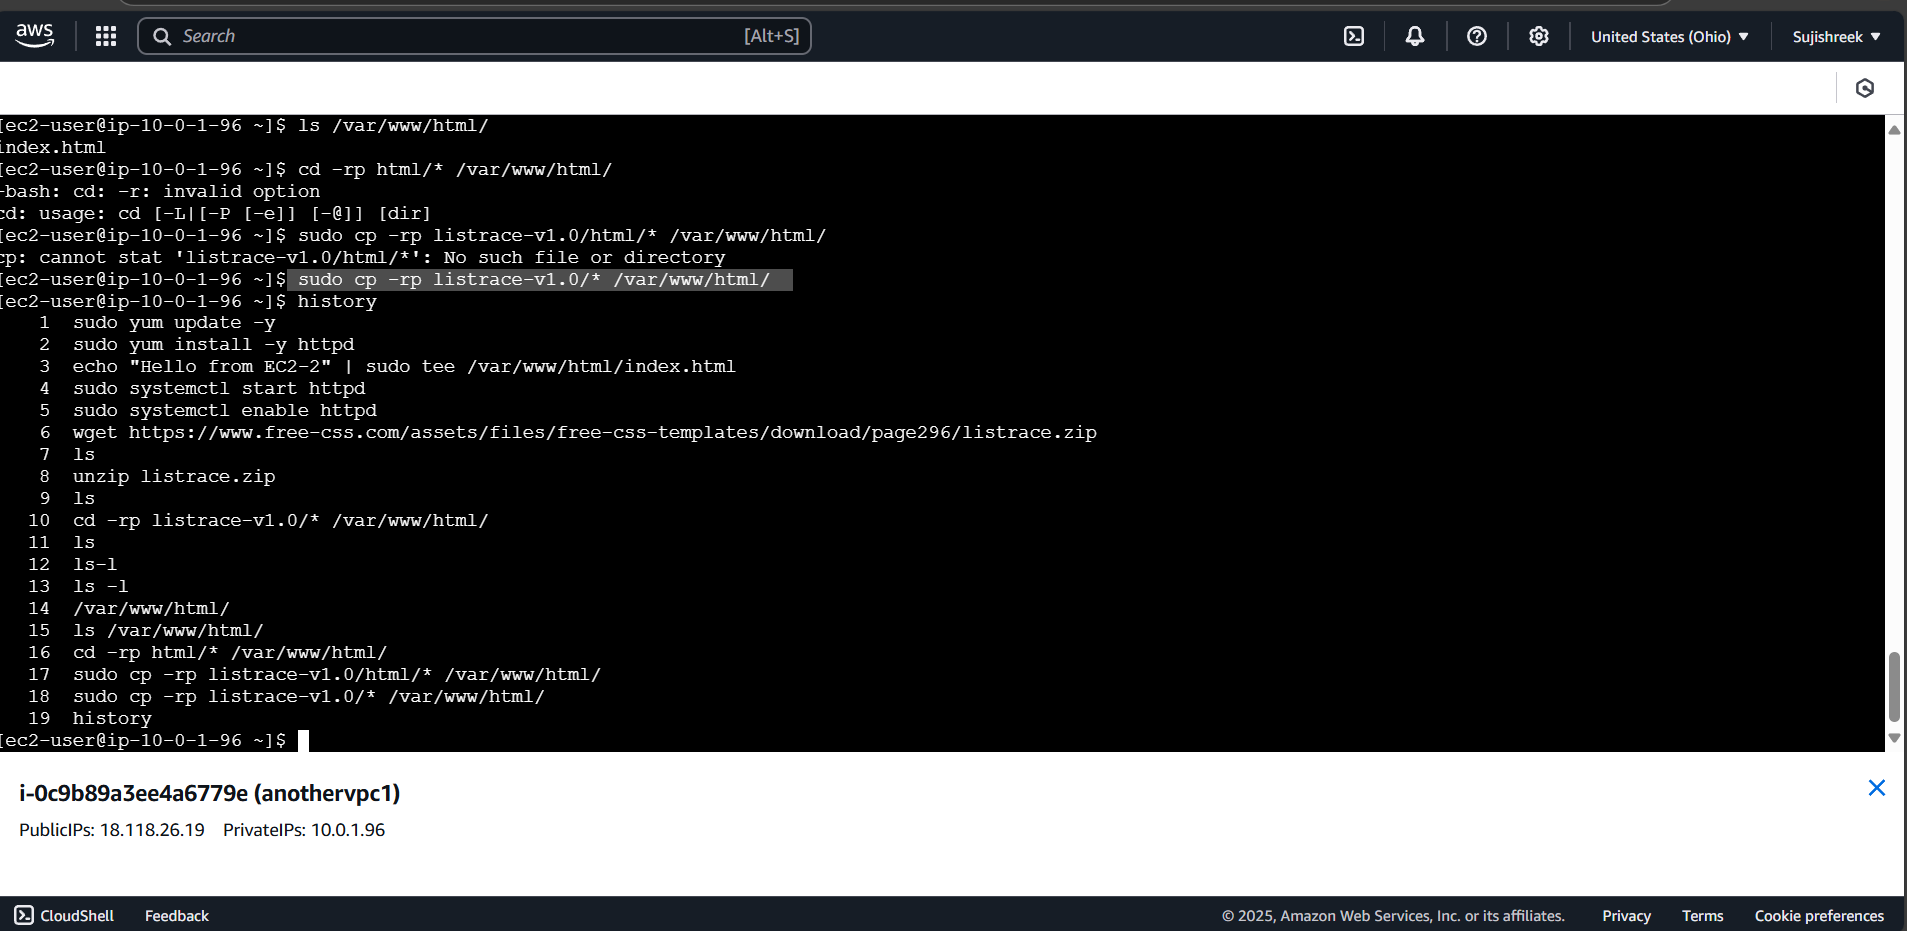 aws
Search [Alt+S]
United States (Ohio)
Sujishreek
[ec2-user@ip-10-0-1-96 ~]$ ls /var/www/html/
index.html
[ec2-user@ip-10-0-1-96 ~]$ cd -rp html/* /var/www/html/
-bash: cd: -r: invalid option
cd: usage: cd [-L|[-P [-e]] [-@]] [dir]
[ec2-user@ip-10-0-1-96 ~]$ sudo cp -rp listrace-v1.0/html/* /var/www/html/
cp: cannot stat 'listrace-v1.0/html/*': No such file or directory
[ec2-user@ip-10-0-1-96 ~]$ sudo cp -rp listrace-v1.0/* /var/www/html/
[ec2-user@ip-10-0-1-96 ~]$ history
1 sudo yum update -y
2 sudo yum install -y httpd
3 echo "Hello from EC2-2" | sudo tee /var/www/html/index.html
4 sudo systemctl start httpd
5 sudo systemctl enable httpd
6 wget https://www.free-css.com/assets/files/free-css-templates/download/page296/listrace.zip
7 ls
8 unzip listrace.zip
9 ls
10 cd -rp listrace-v1.0/* /var/www/html/
11 ls
12 ls-l
13 ls -l
14 /var/www/html/
15 ls /var/www/html/
16 cd -rp html/* /var/www/html/
17 sudo cp -rp listrace-v1.0/html/* /var/www/html/
18 sudo cp -rp listrace-v1.0/* /var/www/html/
19 history
[ec2-user@ip-10-0-1-96 ~]$
i-0c9b89a3ee4a6779e (anothervpc1)
PublicIPs: 18.118.26.19 PrivateIPs: 10.0.1.96
CloudShell Feedback © 2025, Amazon Web Services, Inc. or its affiliates. Privacy Terms Cookie preferences